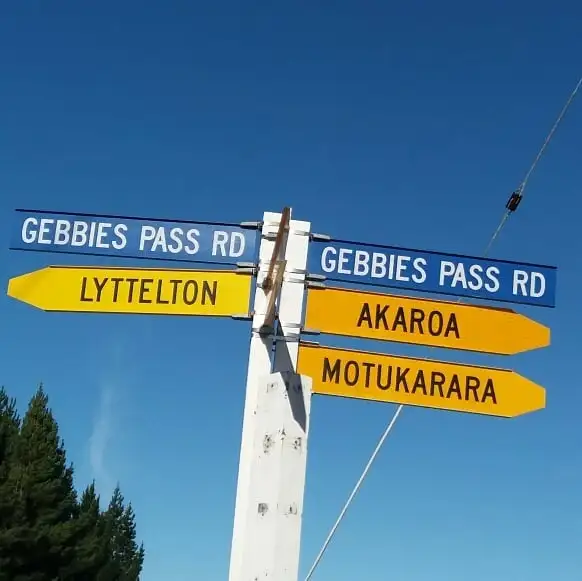 GEBBIES PASS RD
LYTTELTON
GEBBIES PASS RD
AKAROA
MOTUKARARA